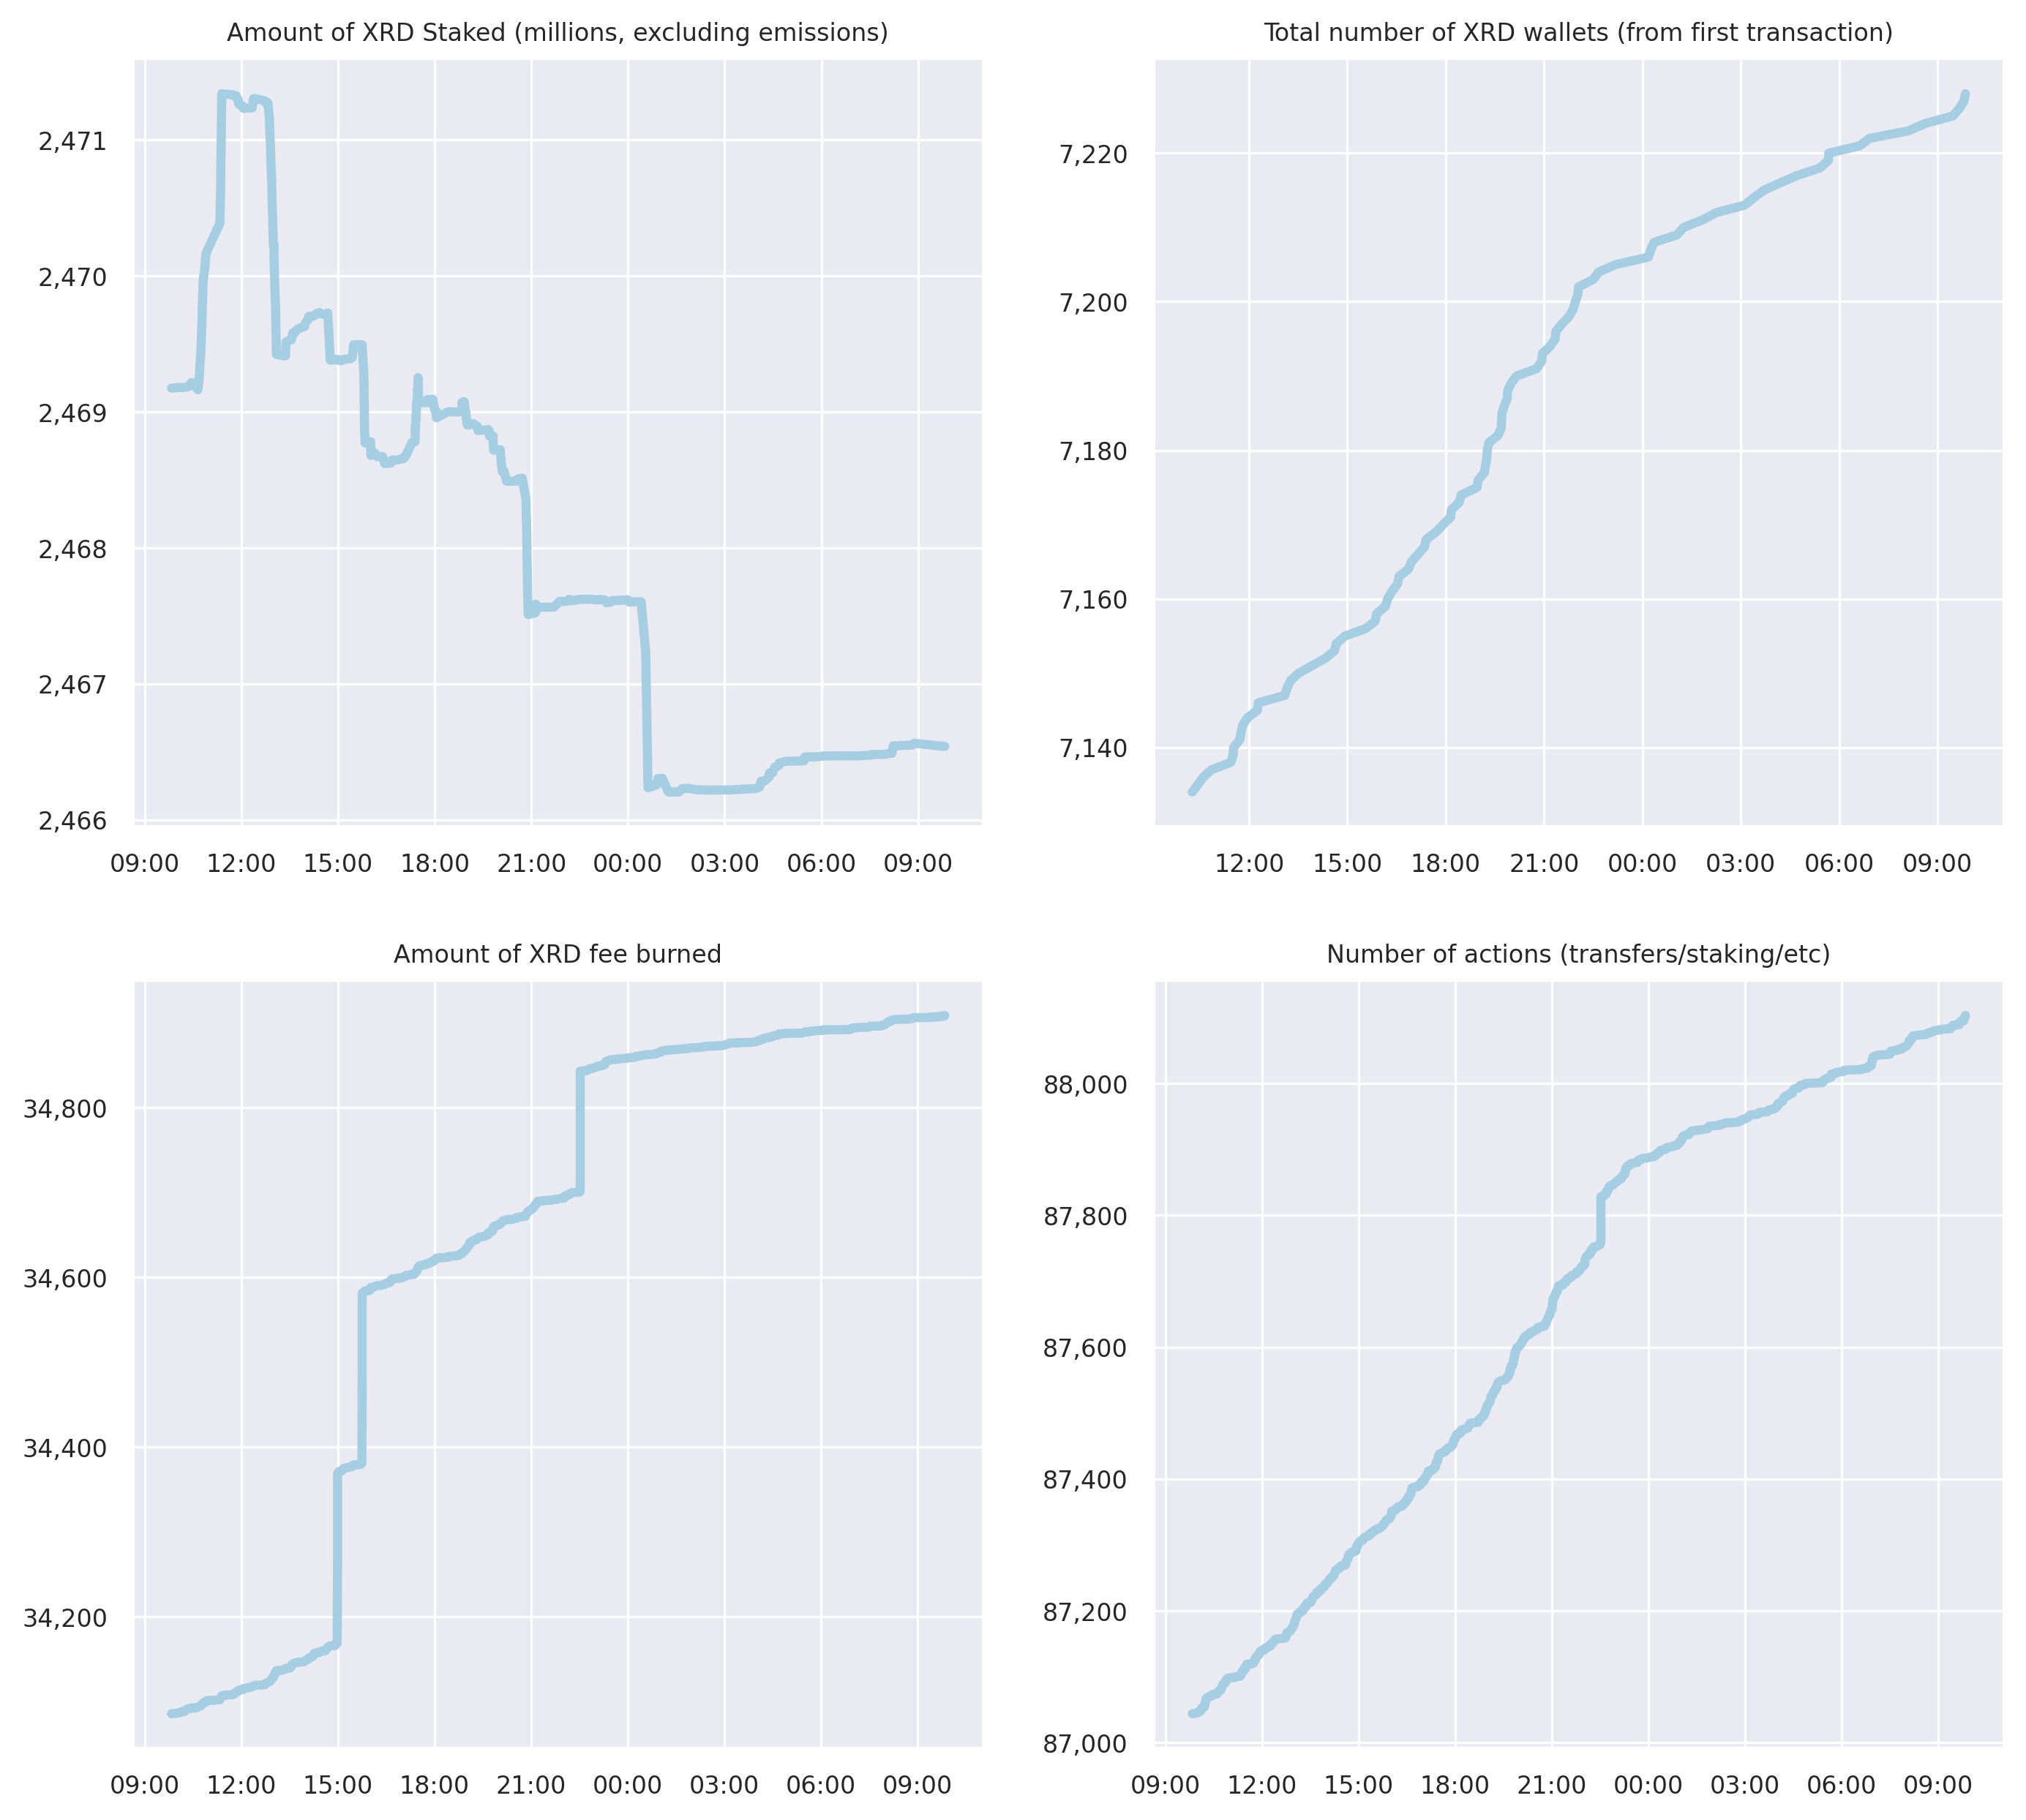 Amount of XRD Staked (millions, excluding emissions)
2,471
2,470
2,469
2,468
2,467
2,466
09:00 12:00 15:00 18:00 21:00 00:00 03:00 06:00 09:00
Total number of XRD wallets (from first transaction)
7,220
7,200
7,180
7,160
7,140
12:00 15:00 18:00 21:00 00:00 03:00 06:00 09:00
Amount of XRD fee burned
34,800
34,600
34,400
34,200
09:00 12:00 15:00 18:00 21:00 00:00 03:00 06:00 09:00
Number of actions (transfers/staking/etc)
88,000
87,800
87,600
87,400
87,200
87,000
09:00 12:00 15:00 18:00 21:00 00:00 03:00 06:00 09:00